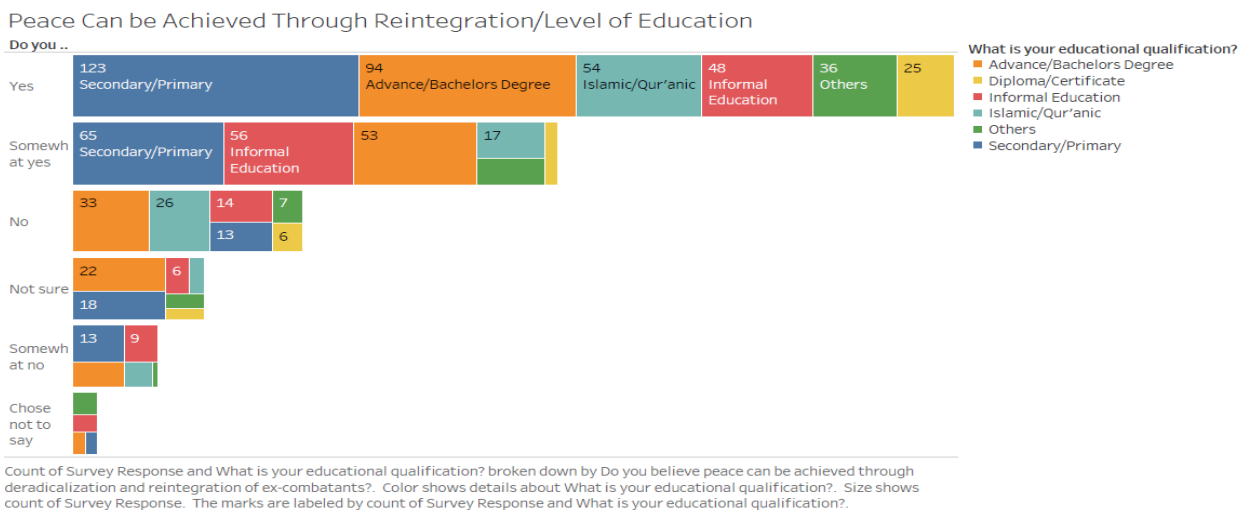 Peace Can be Achieved Through Reintegration/Level of Education
Do you ..
What is your educational qualification?
Advance/Bachelors Degree
Diploma/Certificate
Informal Education
Islamic/Qur'anic
Others
Secondary/Primary
Yes
123
Secondary/Primary
94
Advance/Bachelors Degree
54
Islamic/Qur'anic
48
Informal
Education
36
Others
25
Somewh
at yes
65
Secondary/Primary
56
Informal
Education
53
17
No
33
26
14
13
7
6
Not sure
22
18
6
Somewh
at no
13
9
Chose
not to
say
Count of Survey Response and What is your educational qualification? broken down by Do you believe peace can be achieved through
deradicalization and reintegration of ex-combatants?. Color shows details about What is your educational qualification?. Size shows
count of Survey Response. The marks are labeled by count of Survey Response and What is your educational qualification?.